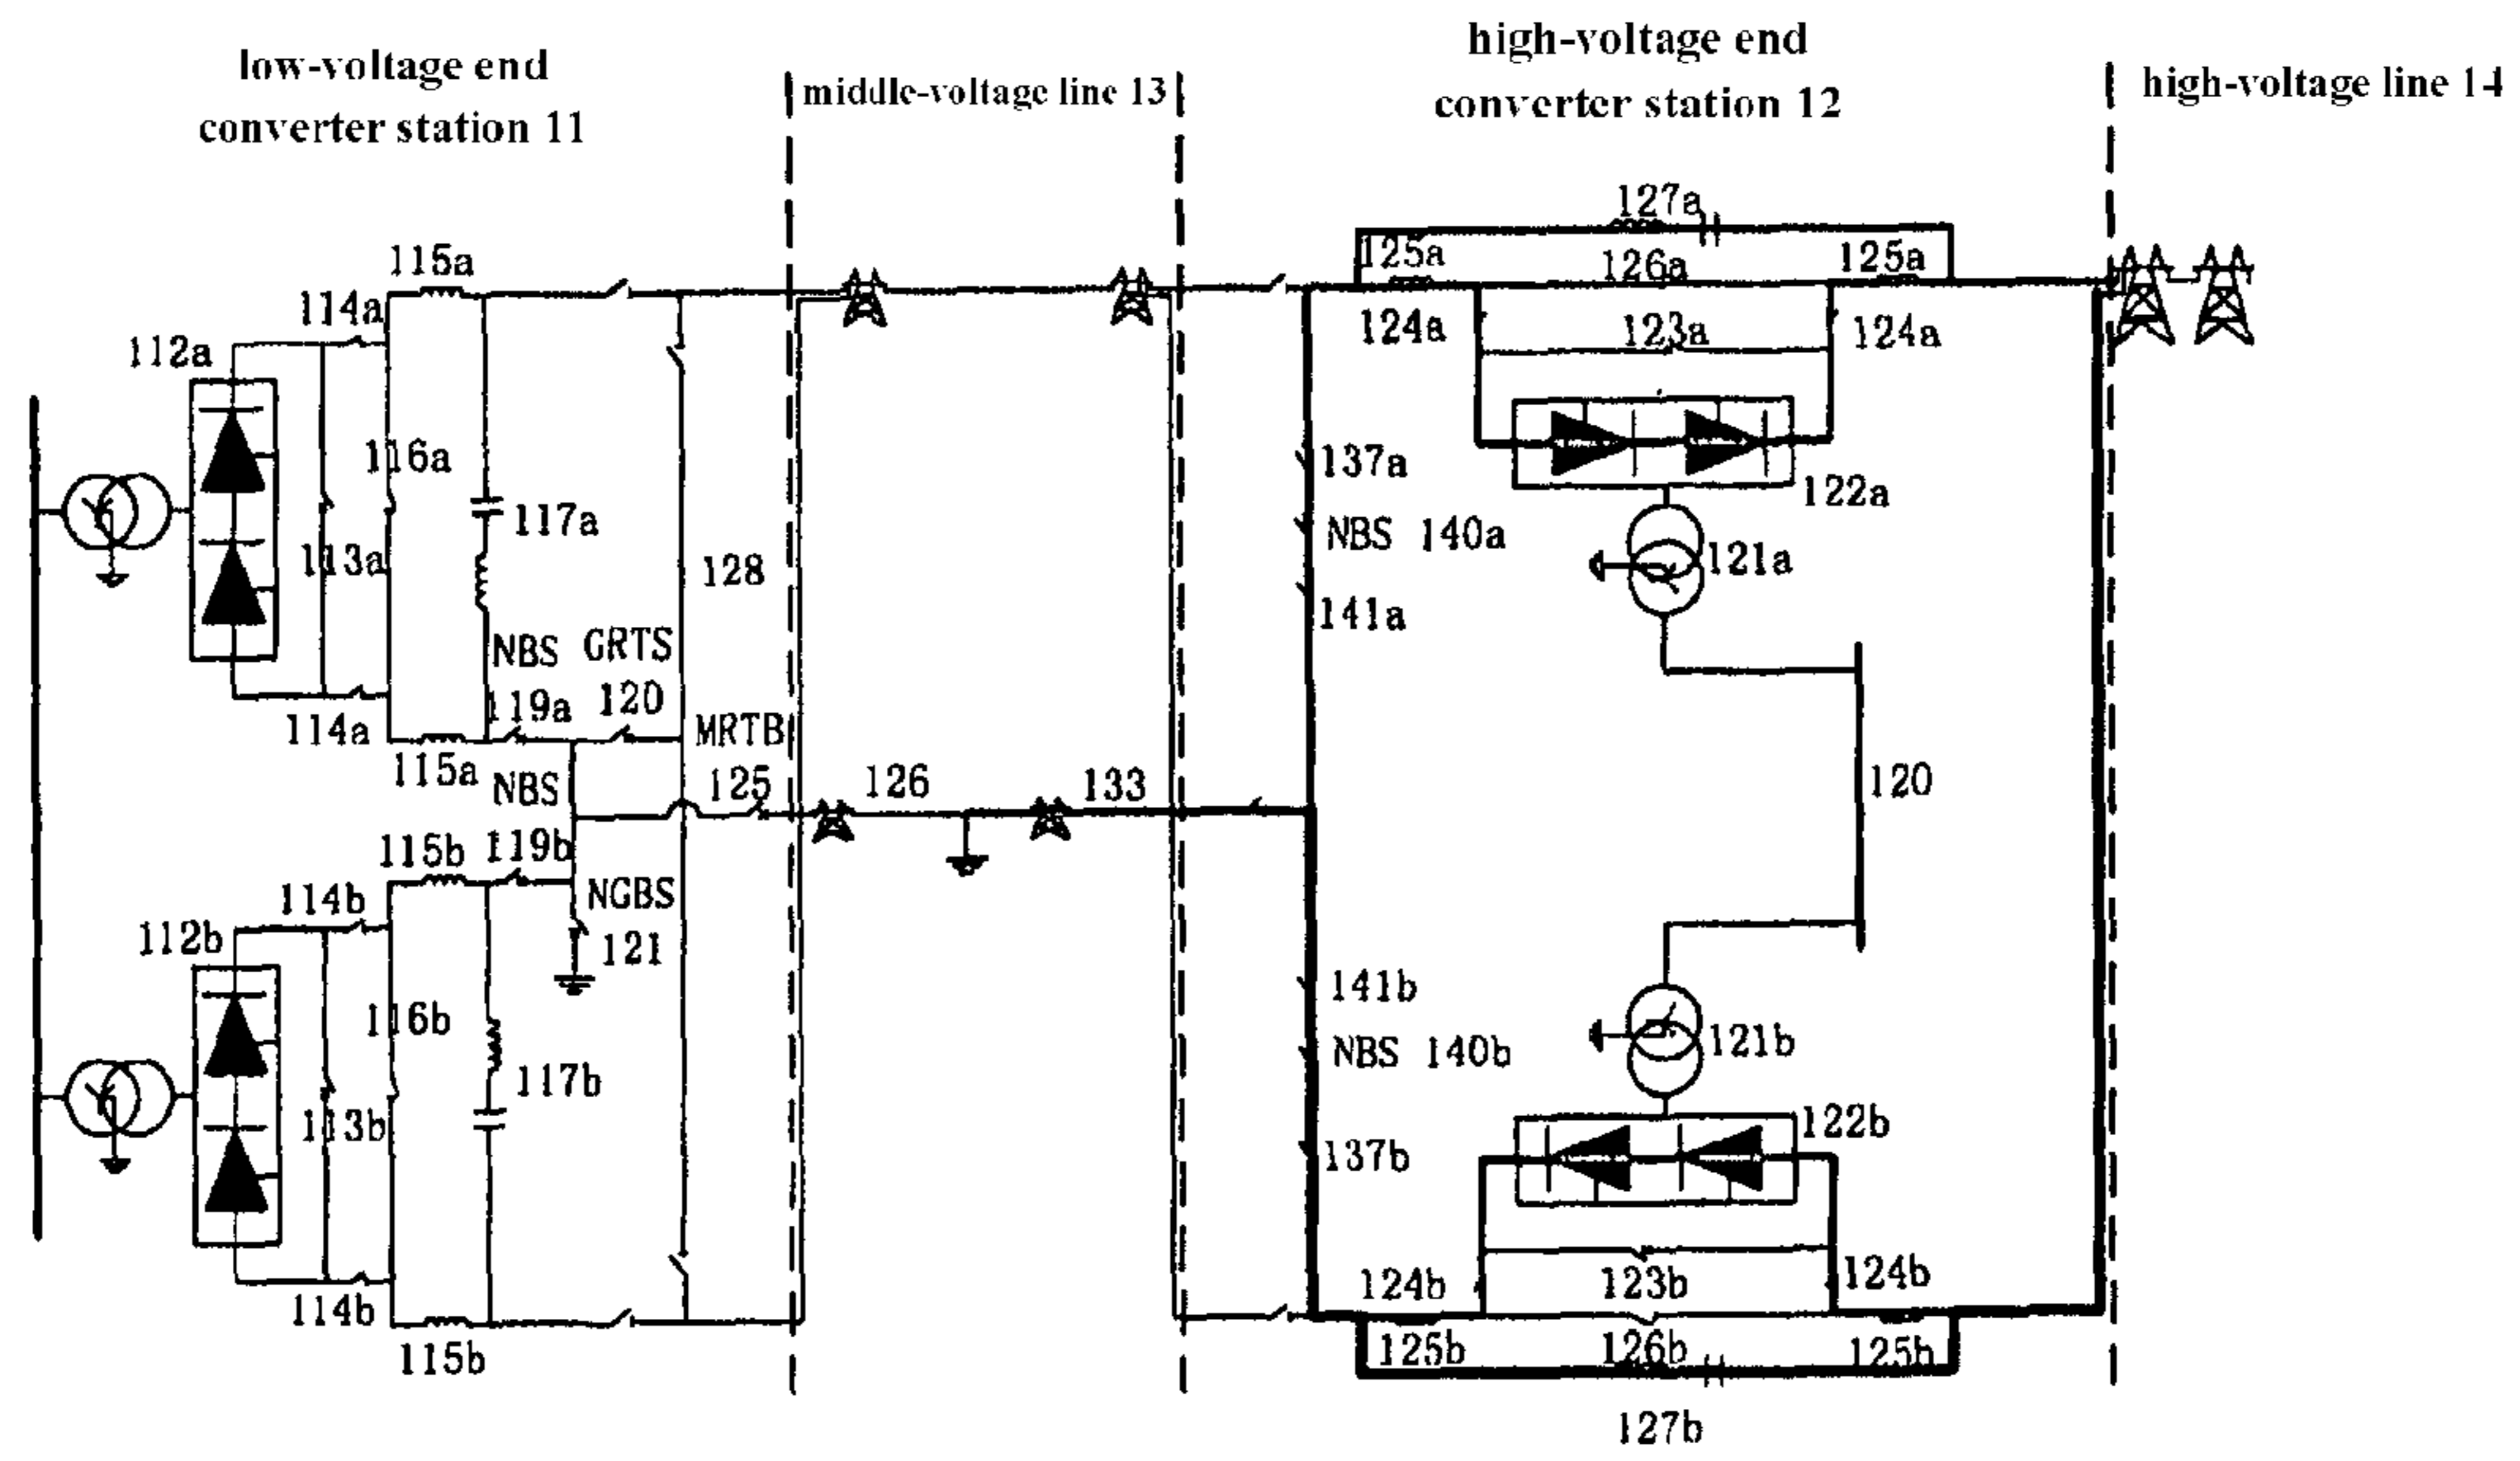 low-voltage end
converter station 11
middle-voltage line 13
high-voltage end
converter station 12
high-voltage line 14
127a
115a
125a
126a
125a
114a
124a
123a
124a
112a
116a
137a
122a
117a
NBS 140a
113a
128
121a
141a
NBS
GRTS
119a
120
114a
MRTB
115a
NBS
125
126
133
120
115b
119b
114b
NGBS
112b
121
141b
116b
NBS 140b
121b
117b
113b
122b
137b
124b
123b
124b
114b
115b
125b
126b
125b
127b